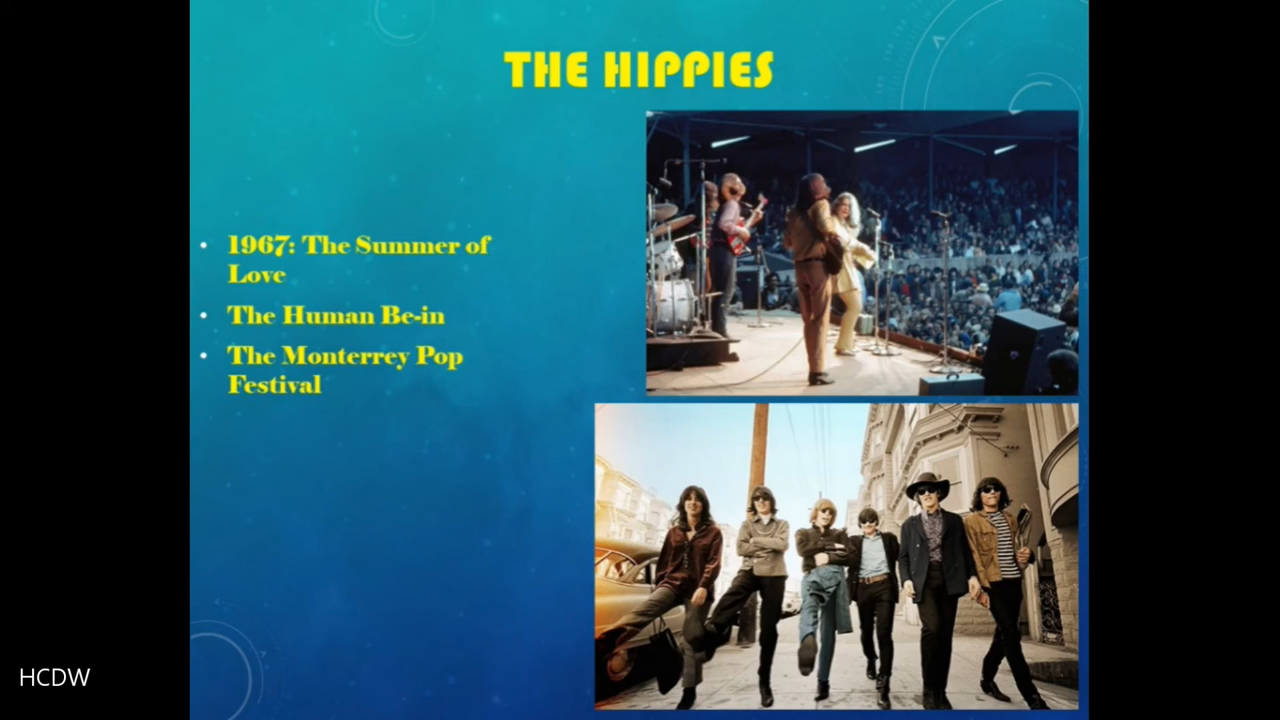 THE HIPPIES
• 1967: The Summer of
Love
• The Human Be-in
• The Monterrey Pop
Festival
HCDW